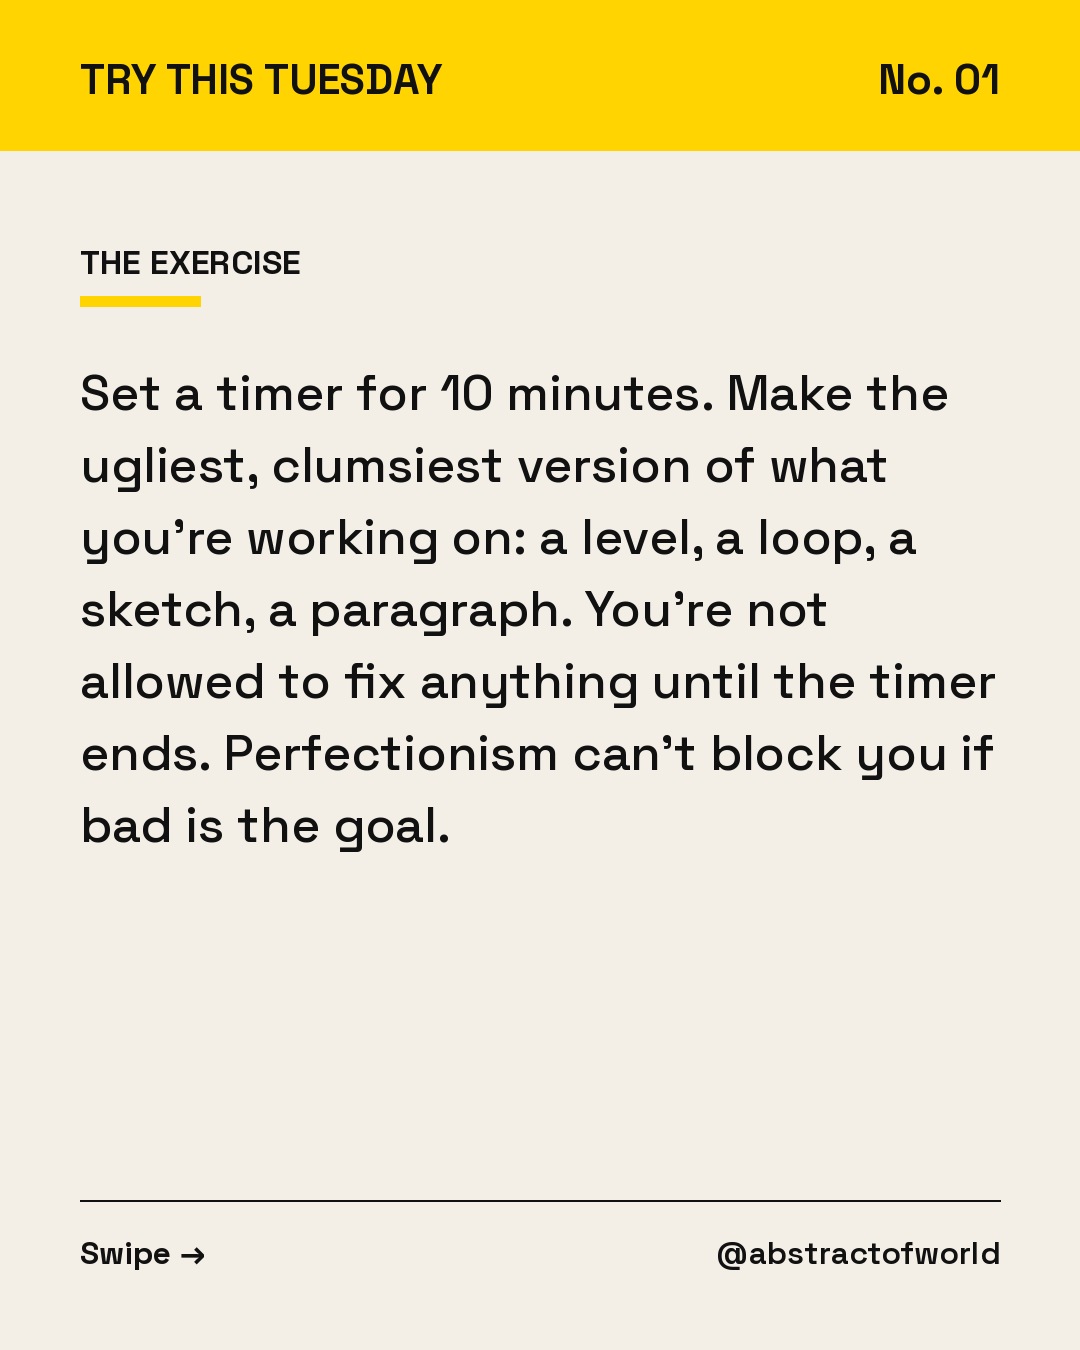 TRY THIS TUESDAY
No. 01
THE EXERCISE
Set a timer for 10 minutes. Make the
ugliest, clumsiest version of what
you’re working on: a level, a loop, a
sketch, a paragraph. You’re not
allowed to fix anything until the timer
ends. Perfectionism can’t block you if
bad is the goal.
Swipe →
@abstractofworld